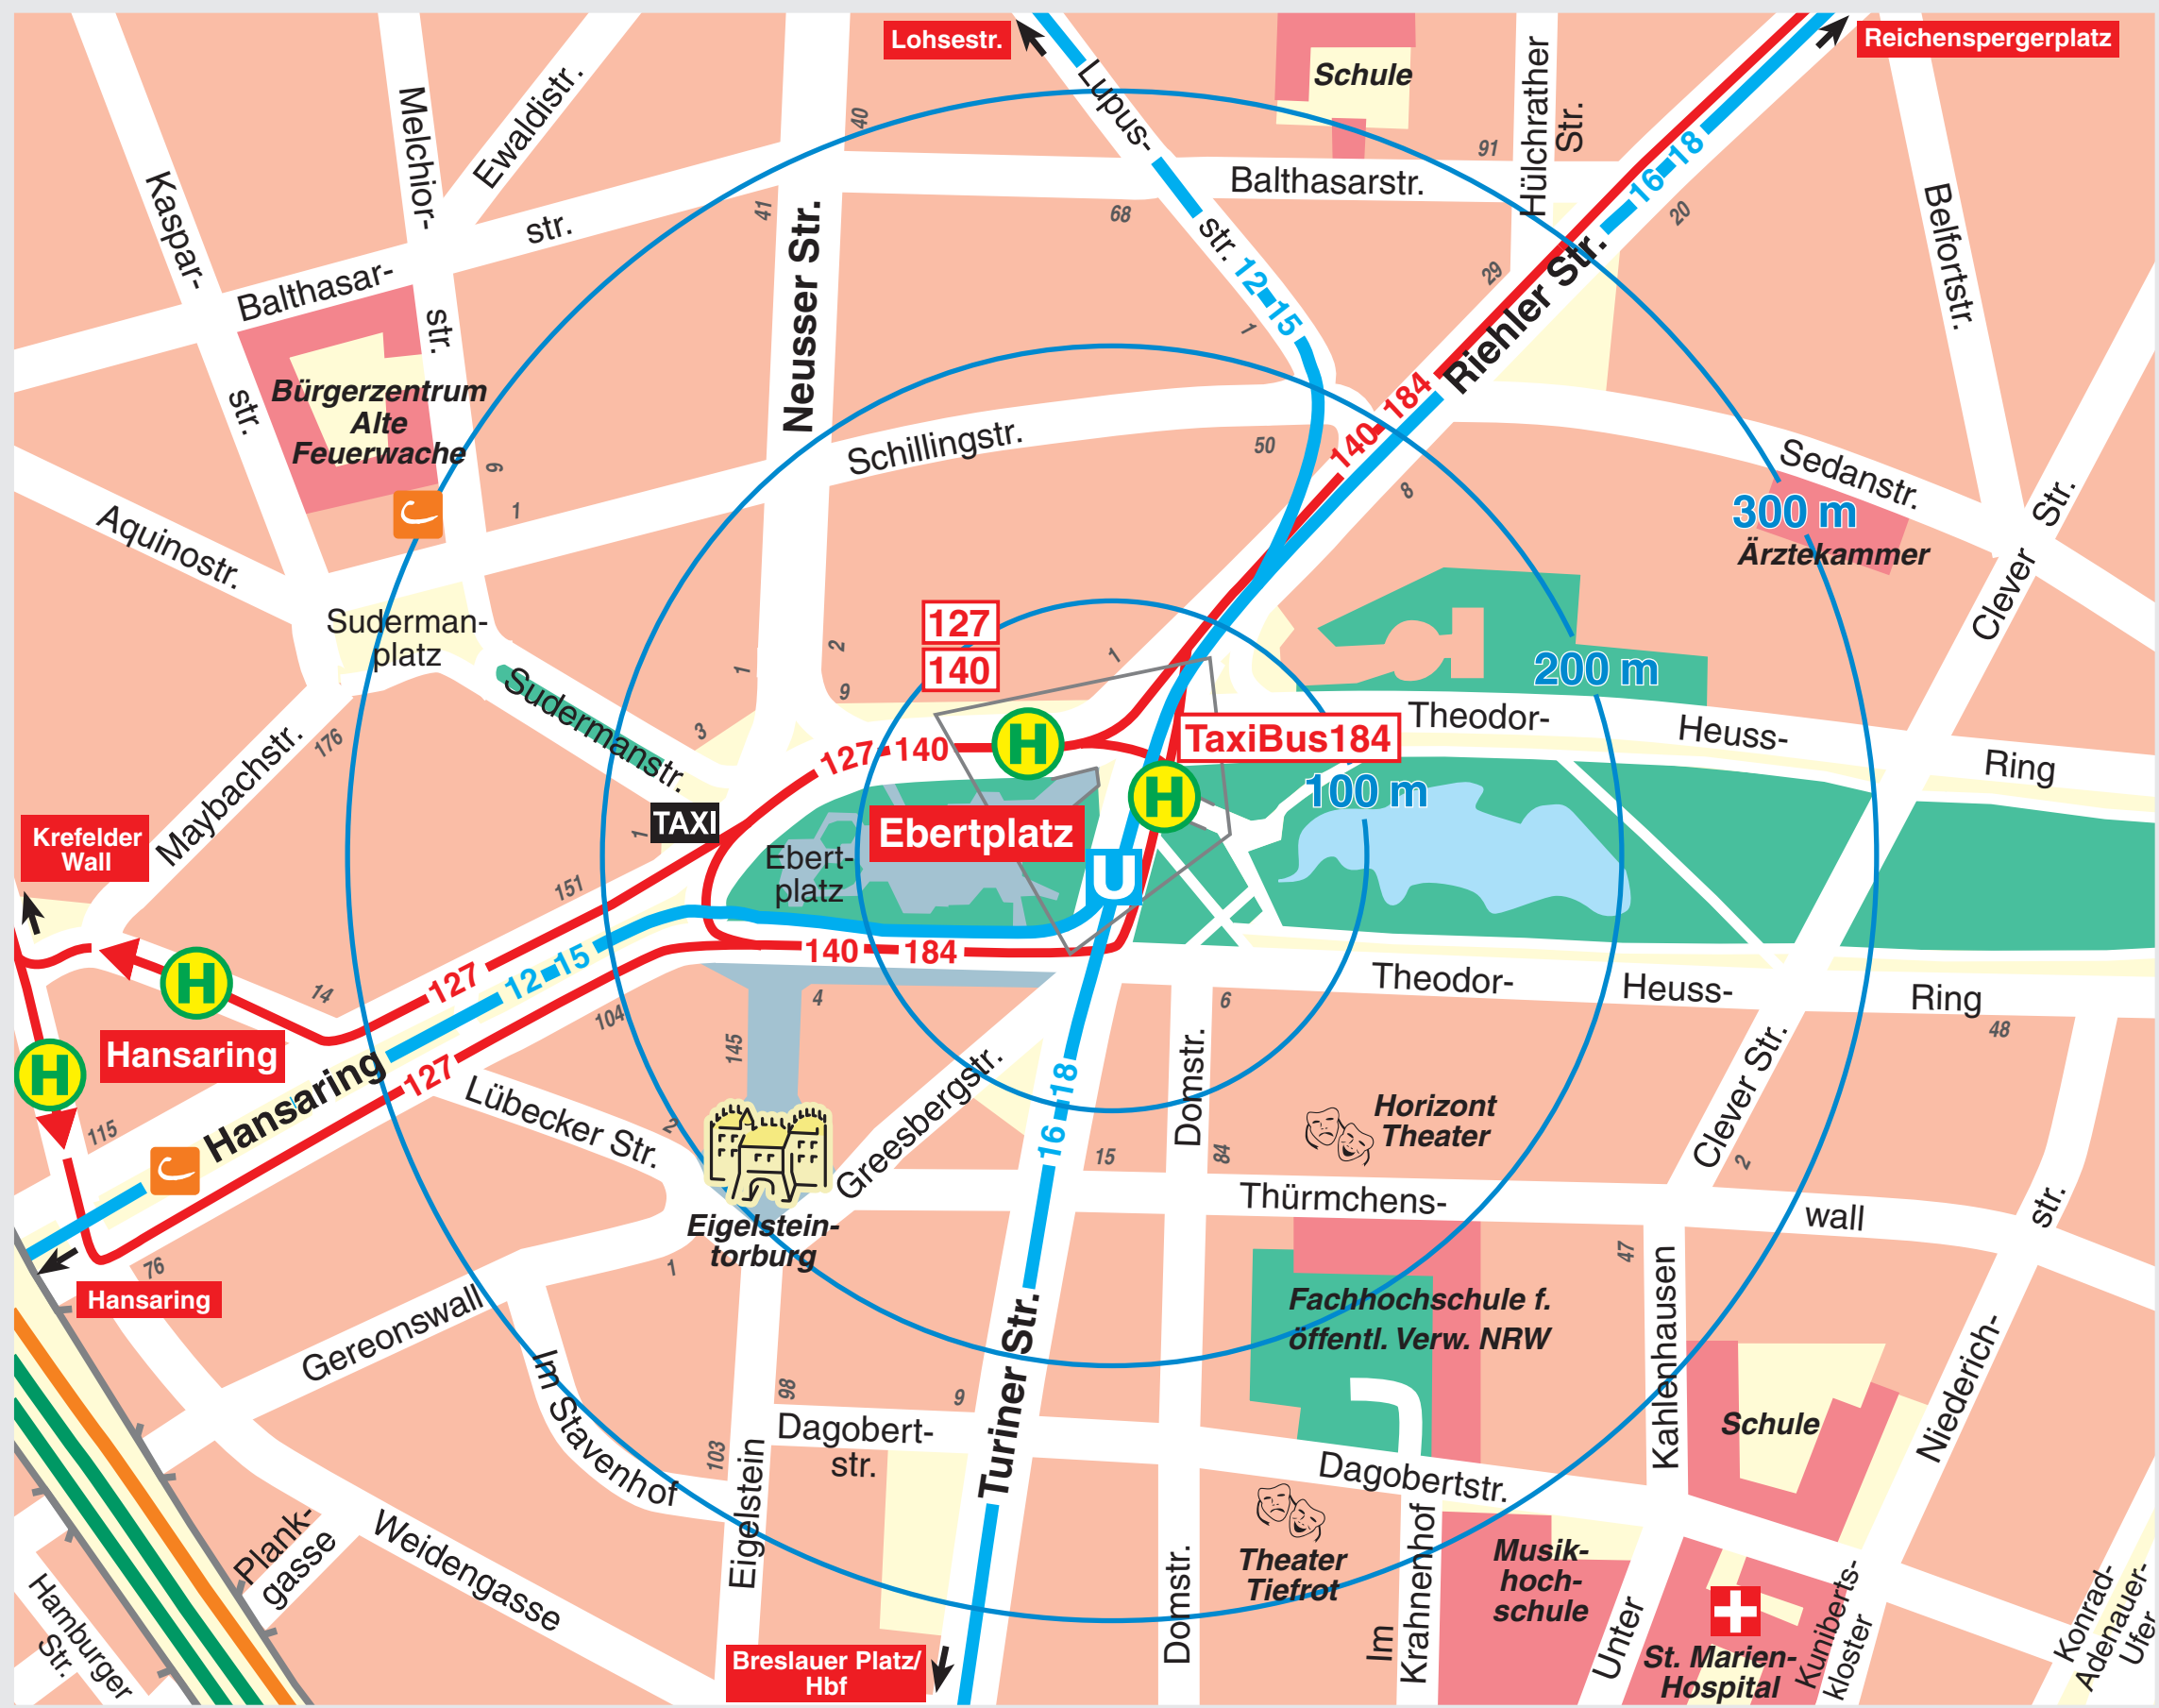 Lohsestr.
Reichenspergerplatz
Schule
Hülchrather
Str.
Lupus-
str.
12 15
Melchior-
str.
Ewaldistr.
Kaspar-
str.
Balthasar-
str.
Balthasarstr.
40
41
68
91
20
29
1
16 18
Belfortstr.
Neusser Str.
Riehler Str.
140 184
Bürgerzentrum
Alte
Feuerwache
6
1
Schillingstr.
50
8
Sedanstr.
300 m
Ärztekammer
Clever
Str.
Aquinostr.
Suderman-
platz
Sudermanstr.
1
2
9
3
1
127
140
200 m
Theodor-
Heuss-
Ring
127 140
H
TaxiBus184
H
100 m
176
Maybachstr.
Krefelder
Wall
TAXI
1
Ebert-
platz
Ebertplatz
U
151
H
14
127
12 15
140 184
104
4
6
Theodor-
Heuss-
Ring
48
Hansaring
H
Hansaring
127
115
145
Lübecker Str.
2
Greesbergstr.
16 18
Domstr.
84
15
Horizont
Theater
Clever Str.
2
Thürmchens-
wall
Eigelstein-
torburg
1
76
Hansaring
Gereonswall
Im Stavenhof
98
9
103
Dagobert-
str.
Turiner Str.
Eigelstein
Fachhochschule f.
öffentl. Verw. NRW
47
Kahlenhausen
Niederich-
str.
Schule
Dagobertstr.
Theater
Tiefrot
Domstr.
Im
Krahnenhof
Musik-
hoch-
schule
Unter
St. Marien-
Hospital
Kuniberts-
kloster
Konrad-
Adenauer-
Ufer
Plank-
gasse
Weidengasse
Hamburger
Str.
Breslauer Platz/
Hbf